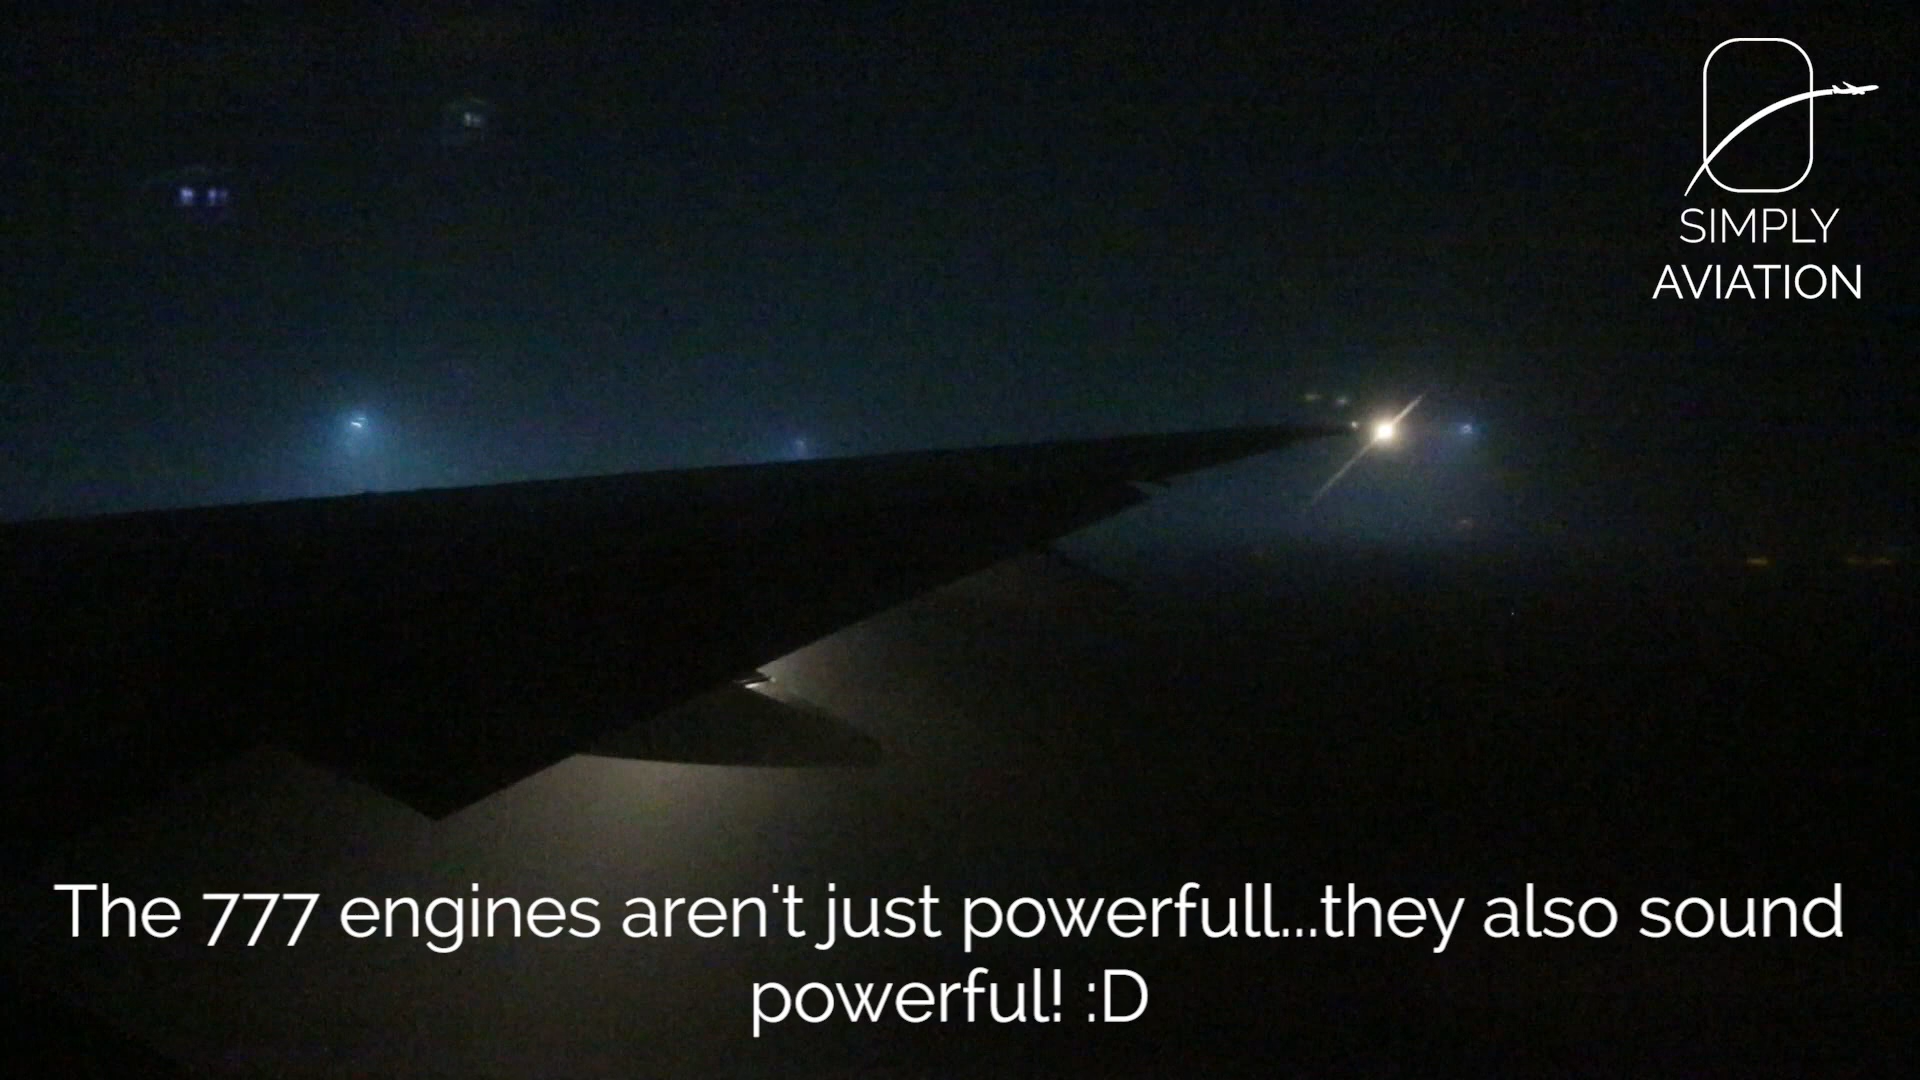 SIMPLY
AVIATION
The 777 engines aren't just powerfull...they also sound
powerful! :D